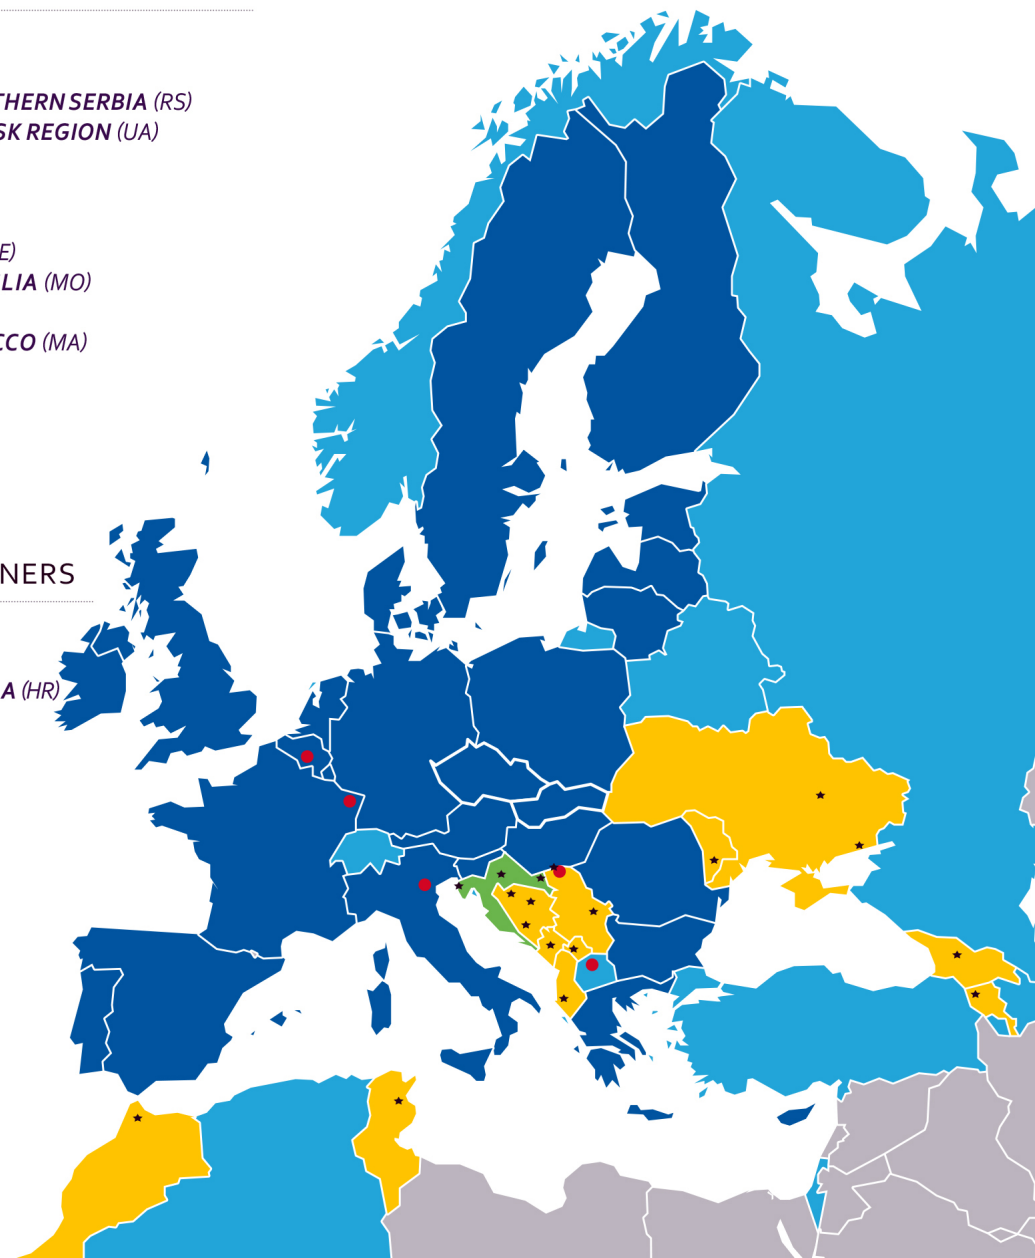 THERN SERBIA (RS)
SK REGION (UA)
E)
LIA (MO)
CCO (MA)
NERS
A (HR)